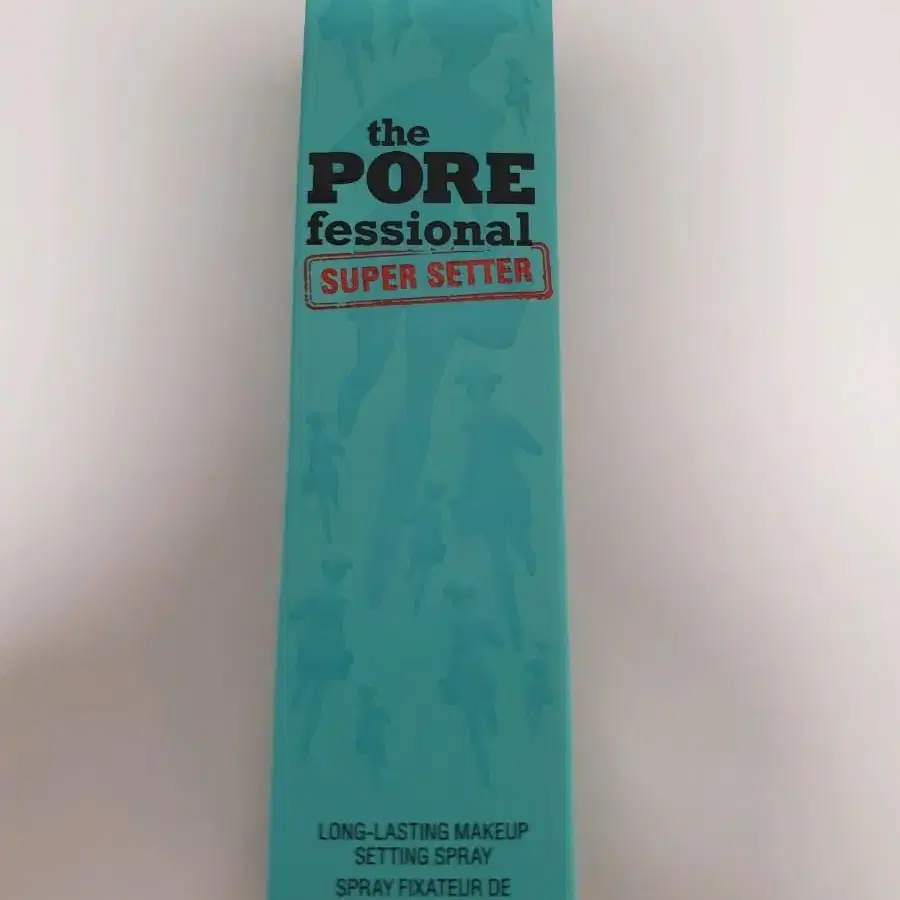 the
PORE
fessional
SUPER SETTER
LONG-LASTING MAKEUP
SETTING SPRAY
SPRAY FIXATEUR DE